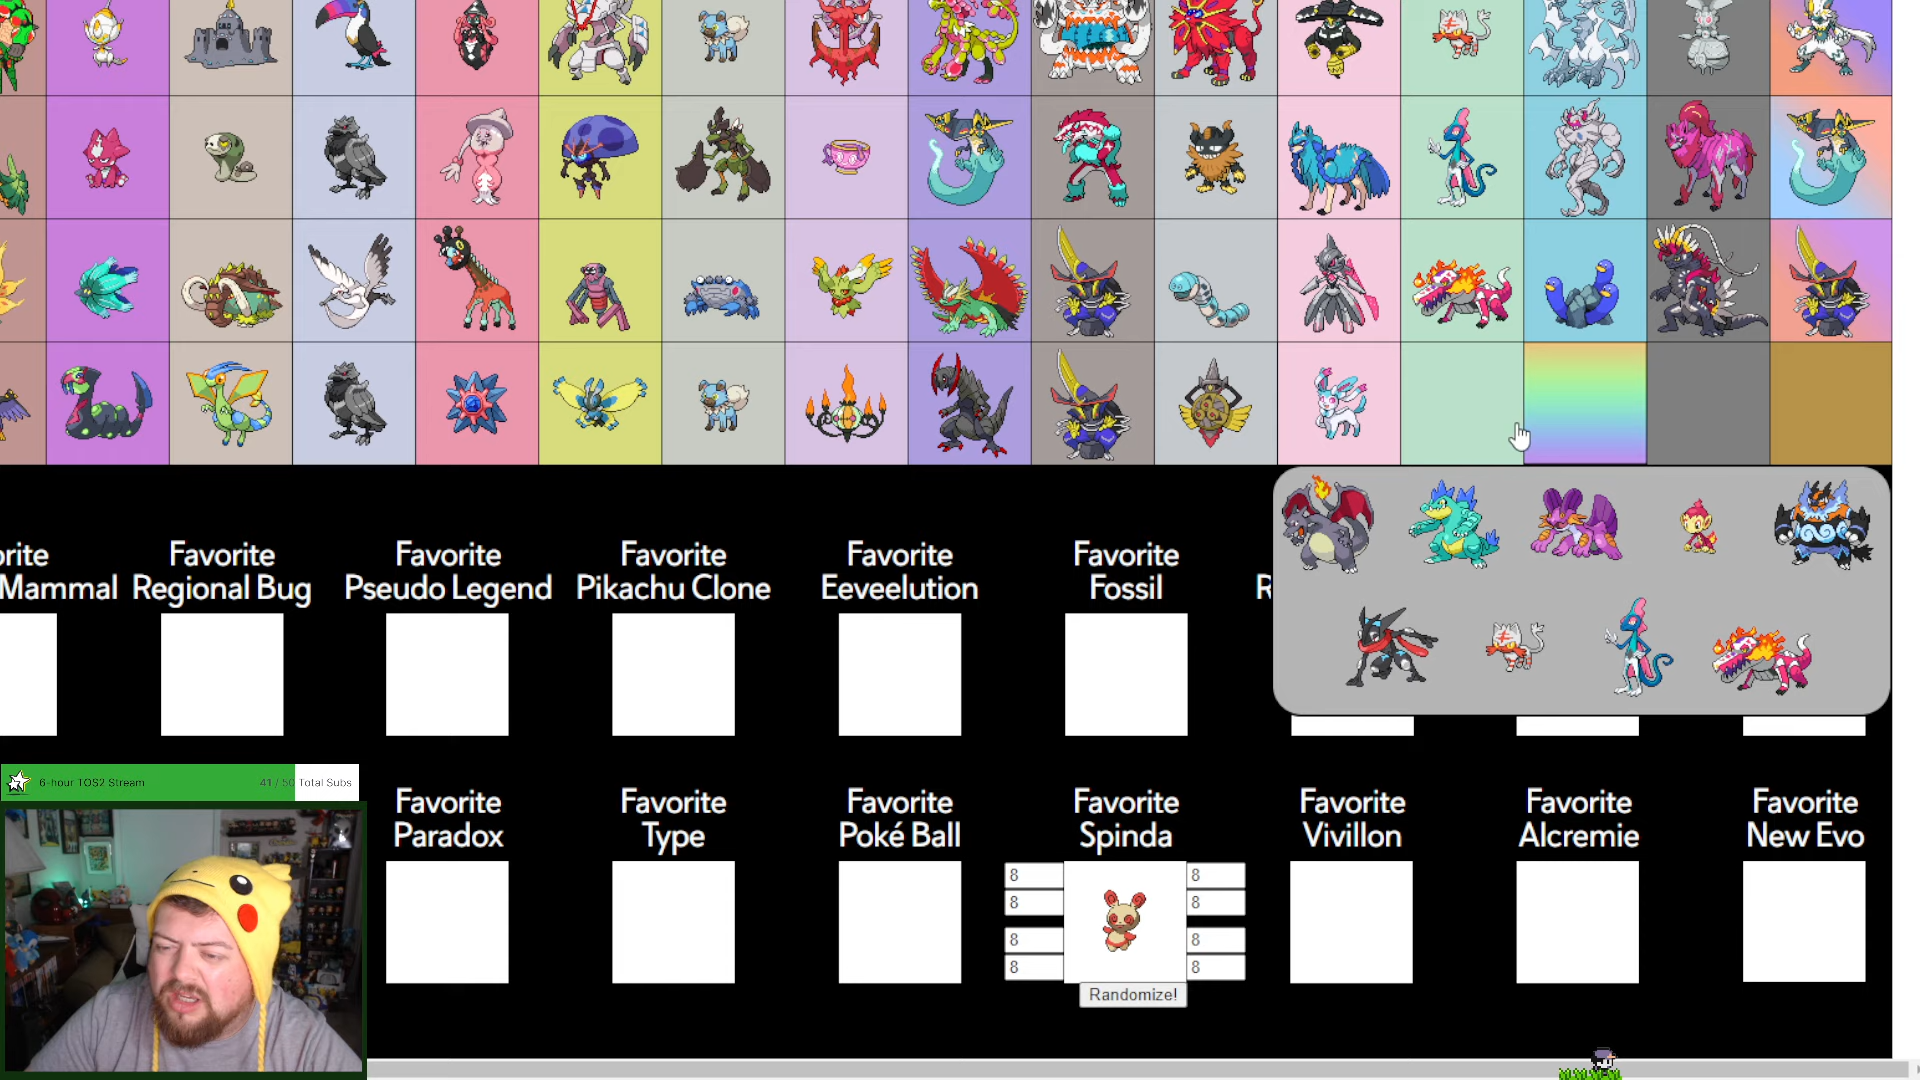 orite
Mammal
Favorite
Regional Bug
Favorite
Pseudo Legend
Favorite
Pikachu Clone
Favorite
Eeveelution
Favorite
Fossil
R
6-hour TOS2 Stream
41 / 50 Total Subs
Favorite
Paradox
Favorite
Type
Favorite
Poké Ball
Favorite
Spinda
8 8
8 8
8 8
8 8
Randomize!
Favorite
Vivillon
Favorite
Alcremie
Favorite
New Evo